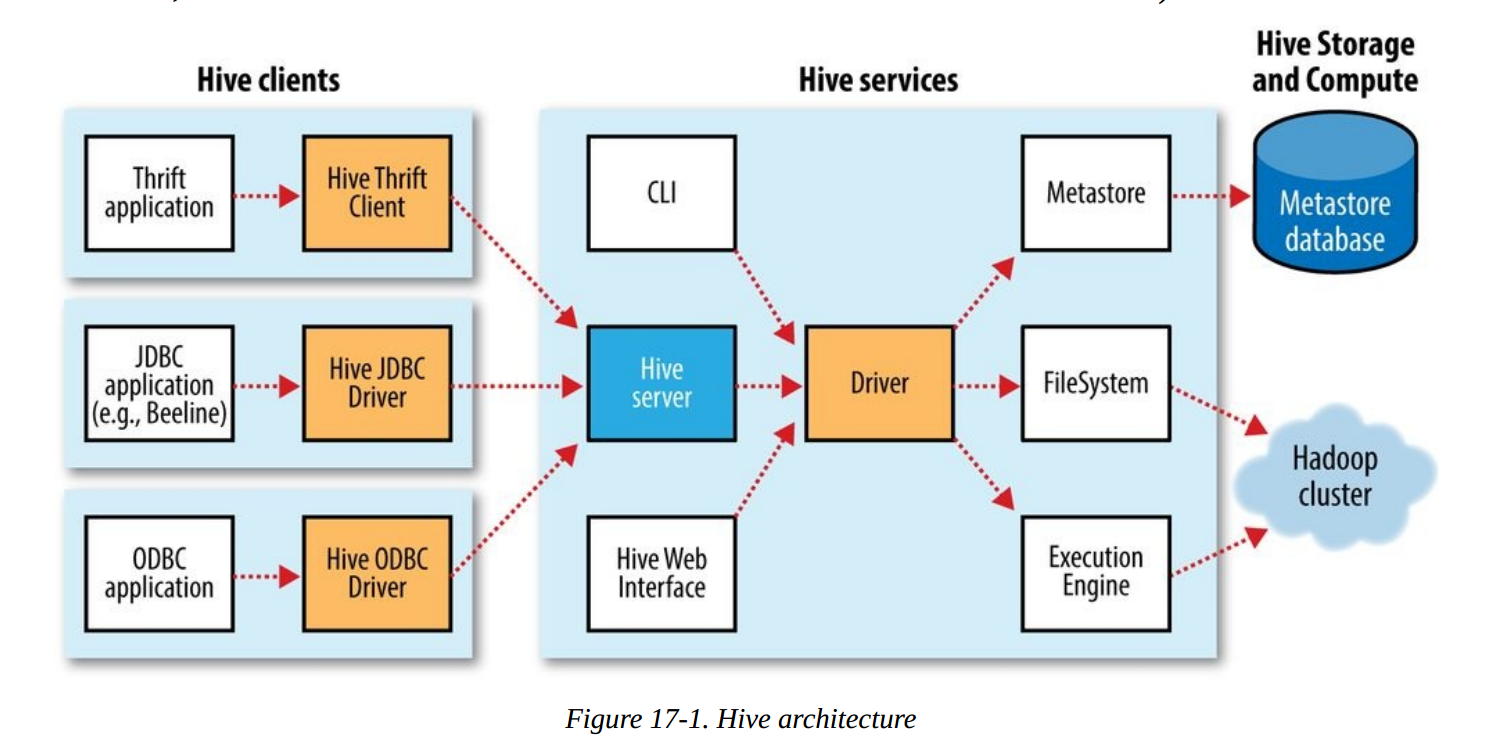 Hive clients
Hive services
Hive Storage
and Compute
Thrift
application
Hive Thrift
Client
CLI
Metastore
Metastore
database
JDBC
application
(e.g., Beeline)
Hive JDBC
Driver
Hive
server
Driver
FileSystem
Hadoop
cluster
ODBC
application
Hive ODBC
Driver
Hive Web
Interface
Execution
Engine
Figure 17-1. Hive architecture